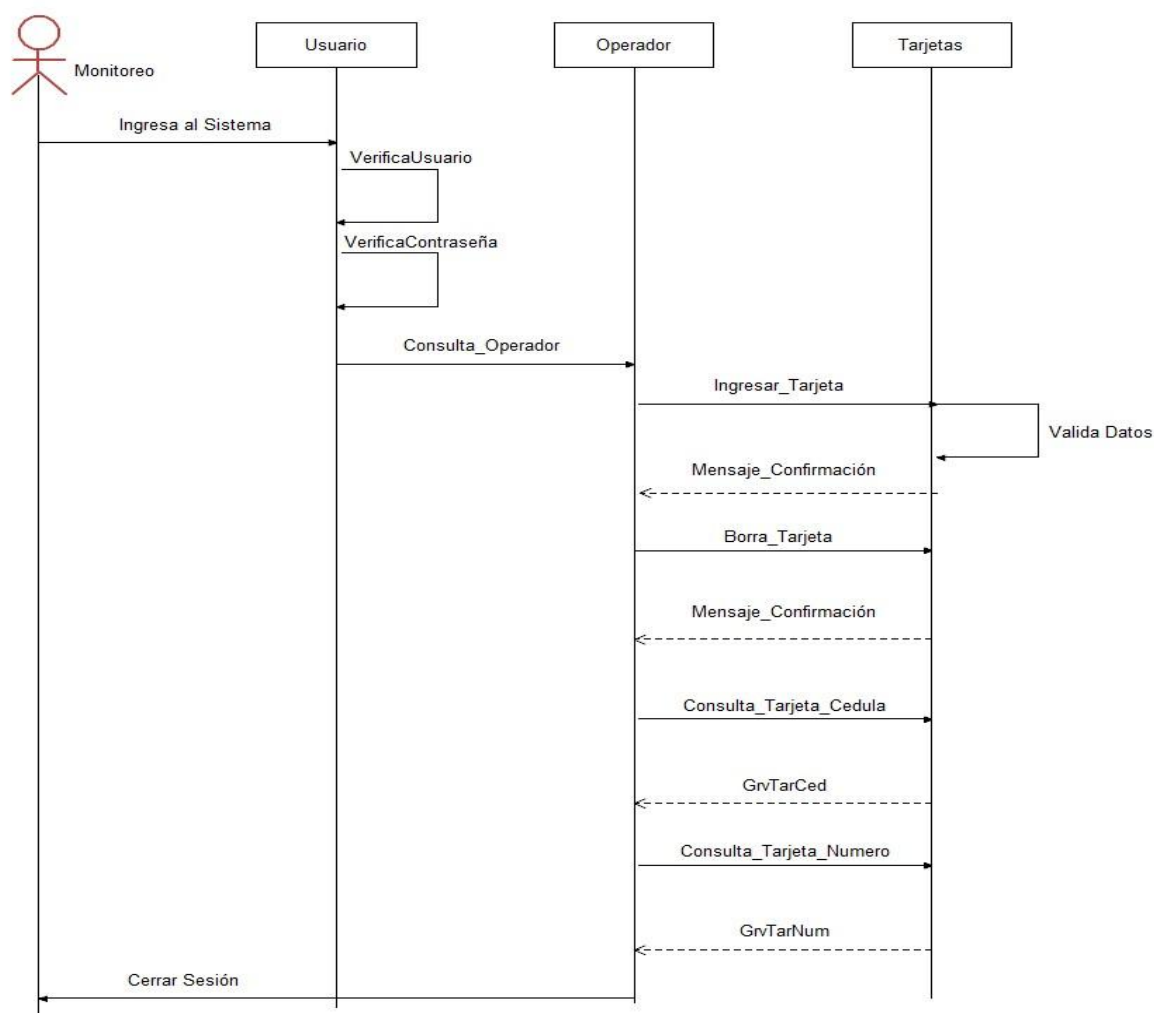 Usuario
Operador
Tarjetas
Monitoreo
Ingresa al Sistema
VerificaUsuario
VerificaContraseña
Consulta_Operador
Ingresar_Tarjeta
Valida Datos
Mensaje_Confirmación
Borra_Tarjeta
Mensaje_Confirmación
Consulta_Tarjeta_Cedula
GrvTarCed
Consulta_Tarjeta_Numero
GrvTarNum
Cerrar Sesión